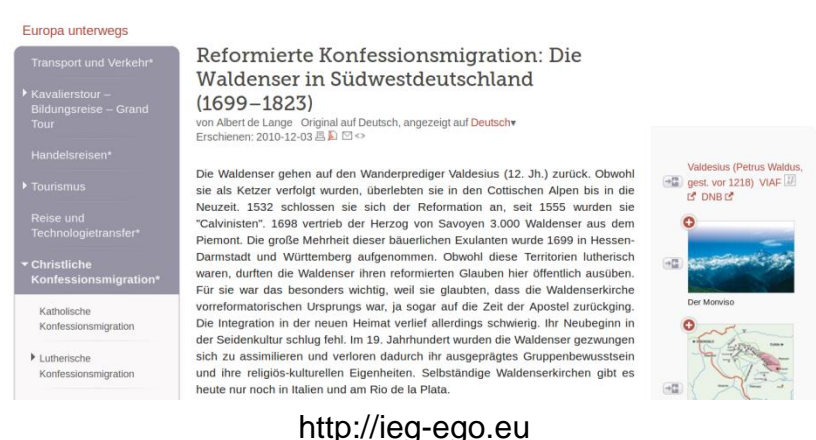 Europa unterwegs
Transport und Verkehr*
Kavalierstour –
Bildungsreise – Grand
Tour
Handelsreisen*
Tourismus
Reise und
Technologietransfer*
Christliche
Konfessionsmigration*
Katholische
Konfessionsmigration
Lutherische
Konfessionsmigration
Reformierte Konfessionsmigration: Die
Waldenser in Südwestdeutschland
(1699–1823)
von Albert de Lange Original auf Deutsch, angezeigt auf Deutsch▾
Erschienen: 2010-12-03
Die Waldenser gehen auf den Wanderprediger Valdesius (12. Jh.) zurück. Obwohl
sie als Ketzer verfolgt wurden, überlebten sie in den Cottischen Alpen bis in die
Neuzeit. 1532 schlossen sie sich der Reformation an, seit 1555 wurden sie
"Calvinisten". 1698 vertrieb der Herzog von Savoyen 3.000 Waldenser aus dem
Piemont. Die große Mehrheit dieser bäuerlichen Exulanten wurde 1699 in Hessen-
Darmstadt und Württemberg aufgenommen. Obwohl diese Territorien lutherisch
waren, durften die Waldenser ihren reformierten Glauben hier öffentlich ausüben.
Für sie war das besonders wichtig, weil sie glaubten, dass die Waldenserkirche
vorreformatorischen Ursprungs war, ja sogar auf die Zeit der Apostel zurückging.
Die Integration in der neuen Heimat verlief allerdings schwierig. Ihr Neubeginn in
der Seidenkultur schlug fehl. Im 19. Jahrhundert wurden die Waldenser gezwungen
sich zu assimilieren und verloren dadurch ihr ausgeprägtes Gruppenbewusstsein
und ihre religiös-kulturellen Eigenheiten. Selbständige Waldenserkirchen gibt es
heute nur noch in Italien und am Rio de la Plata.
Valdesius (Petrus Waldus,
gest. vor 1218) VIAF
DNB
Der Monviso
http://ieg-ego.eu